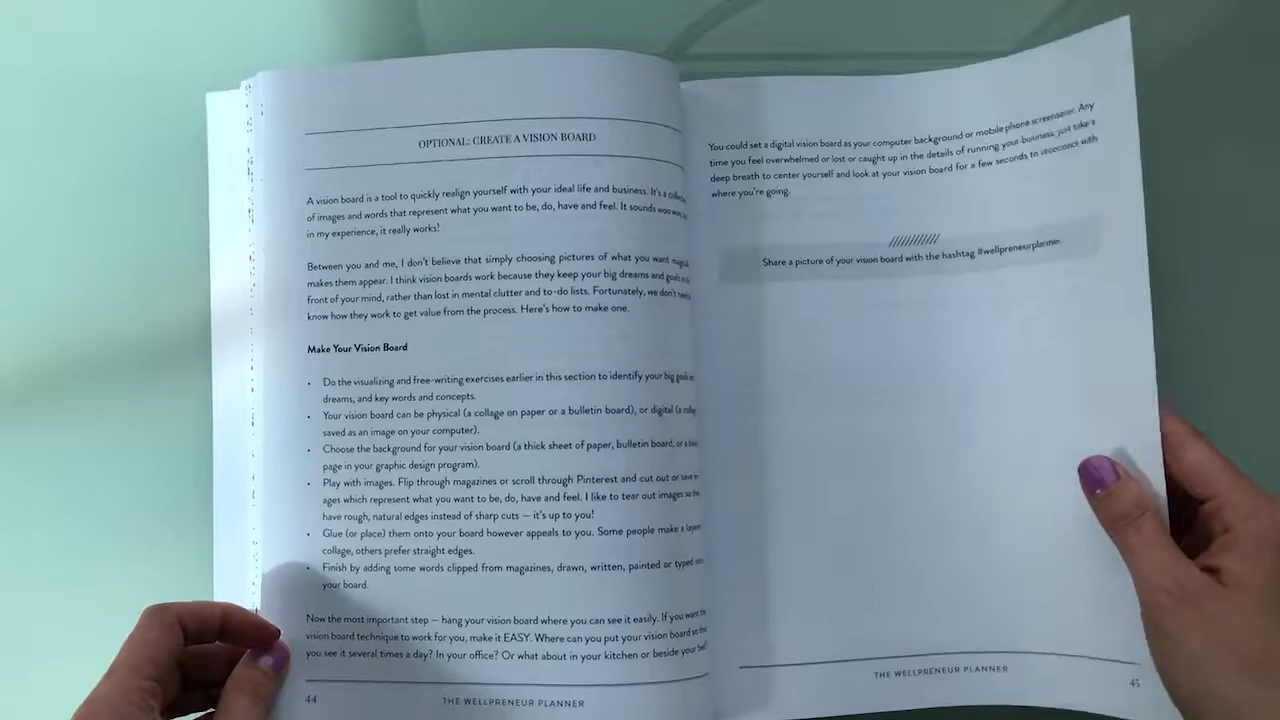 OPTIONAL: CREATE A VISION BOARD
A vision board is a tool to quickly realign yourself with your ideal life and business. It's a
of images and words that represent what you want to be, do, have and feel. It sounds
in my experience, it really works!
Between you and me, I don't believe that simply choosing pictures of what you want
makes them appear. I think vision boards work because they keep your big dreams and goals
front of your mind, rather than lost in mental clutter and to-do lists. Fortunately, we don't
know how they work to get value from the process. Here's how to make one.
Make Your Vision Board
• Do the visualizing and free-writing exercises earlier in this section to identify your big goals
dreams, and key words and concepts.
• Your vision board can be physical (a collage on paper or a bulletin board), or digital (a
saved as an image on your computer).
• Choose the background for your vision board (a thick sheet of paper, bulletin board, or a
page in your graphic design program).
• Play with images. Flip through magazines or scroll through Pinterest and cut out or save
ages which represent what you want to be, do, have and feel. I like to tear out images so
have rough, natural edges instead of sharp cuts — it's up to you!
• Glue (or place) them onto your board however appeals to you. Some people make a
collage, others prefer straight edges.
• Finish by adding some words clipped from magazines, drawn, written, painted or typed
your board.
Now the most important step — hang your vision board where you can see it easily. If you want
vision board technique to work for you, make it EASY. Where can you put your vision board so
you see it several times a day? In your office? Or what about in your kitchen or beside your
44
THE WELLPRENEUR PLANNER
You could set a digital vision board as your computer background or mobile phone screensaver. Any
time you feel overwhelmed or lost or caught up in the details of running your business, just take a
deep breath to center yourself and look at your vision board for a few seconds to reconnect with
where you're going.
Share a picture of your vision board with the hashtag #wellpreneurplanner
THE WELLPRENEUR PLANNER
45